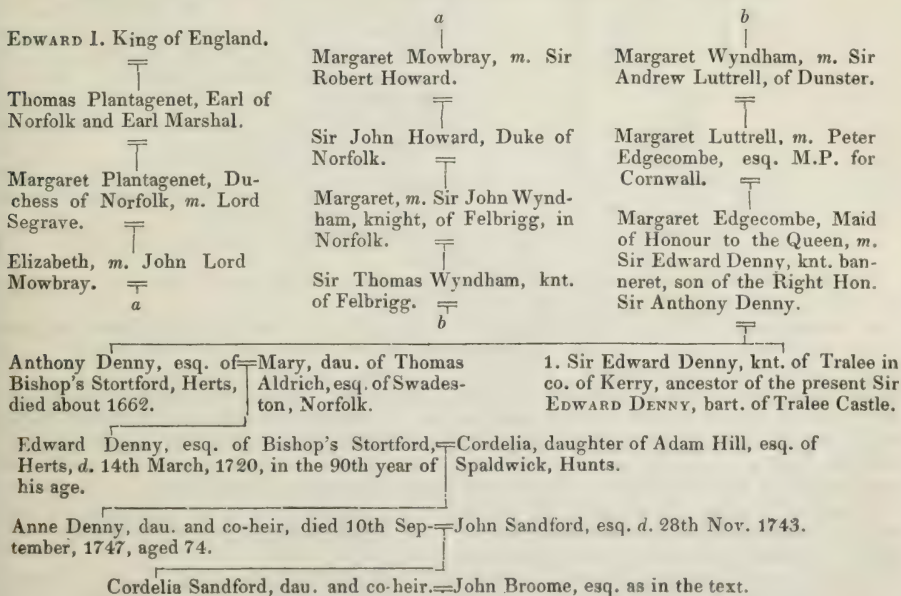 EDWARD I. King of England.
Thomas Plantagenet, Earl of
Norfolk and Earl Marshal.
Margaret Plantagenet, Du-
chess of Norfolk, m. Lord
Segrave.
Elizabeth, m. John Lord
Mowbray.
a
a
Margaret Mowbray, m. Sir
Robert Howard.
Sir John Howard, Duke of
Norfolk.
Margaret, m. Sir John Wynd-
ham, knight, of Felbrigg, in
Norfolk.
Sir Thomas Wyndham, knt.
of Felbrigg.
b
b
Margaret Wyndham, m. Sir
Andrew Luttrell, of Dunster.
Margaret Luttrell, m. Peter
Edgecombe, esq. M.P. for
Cornwall.
Margaret Edgecombe, Maid
of Honour to the Queen, m.
Sir Edward Denny, knt. ban-
neret, son of the Right Hon.
Sir Anthony Denny.
Anthony Denny, esq. of
Bishop's Stortford, Herts,
died about 1662.
Mary, dau. of Thomas
Aldrich, esq. of Swades-
ton, Norfolk.
1. Sir Edward Denny, knt. of Tralee in
co. of Kerry, ancestor of the present Sir
EDWARD DENNY, bart. of Tralee Castle.
Edward Denny, esq. of Bishop's Stortford,
Herts, d. 14th March, 1720, in the 90th year of
his age.
Cordelia, daughter of Adam Hill, esq. of
Spaldwick, Hunts.
Anne Denny, dau. and co-heir, died 10th Sep-
tember, 1747, aged 74.
John Sandford, esq. d. 28th Nov. 1743.
Cordelia Sandford, dau. and co-heir.
John Broome, esq. as in the text.